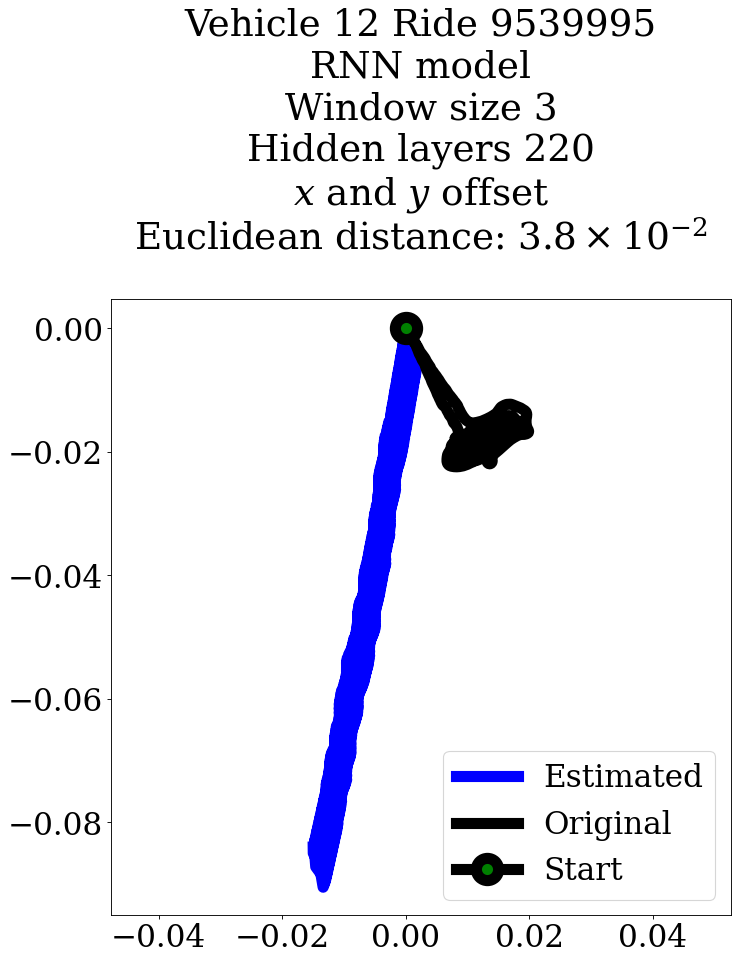 Vehicle 12 Ride 9539995
RNN model
Window size 3
Hidden layers 220
x and y offset
Euclidean distance: 3.8 × 10⁻²
0.00
−0.02
−0.04
−0.06
−0.08
Estimated
Original
Start
−0.04 −0.02 0.00 0.02 0.04